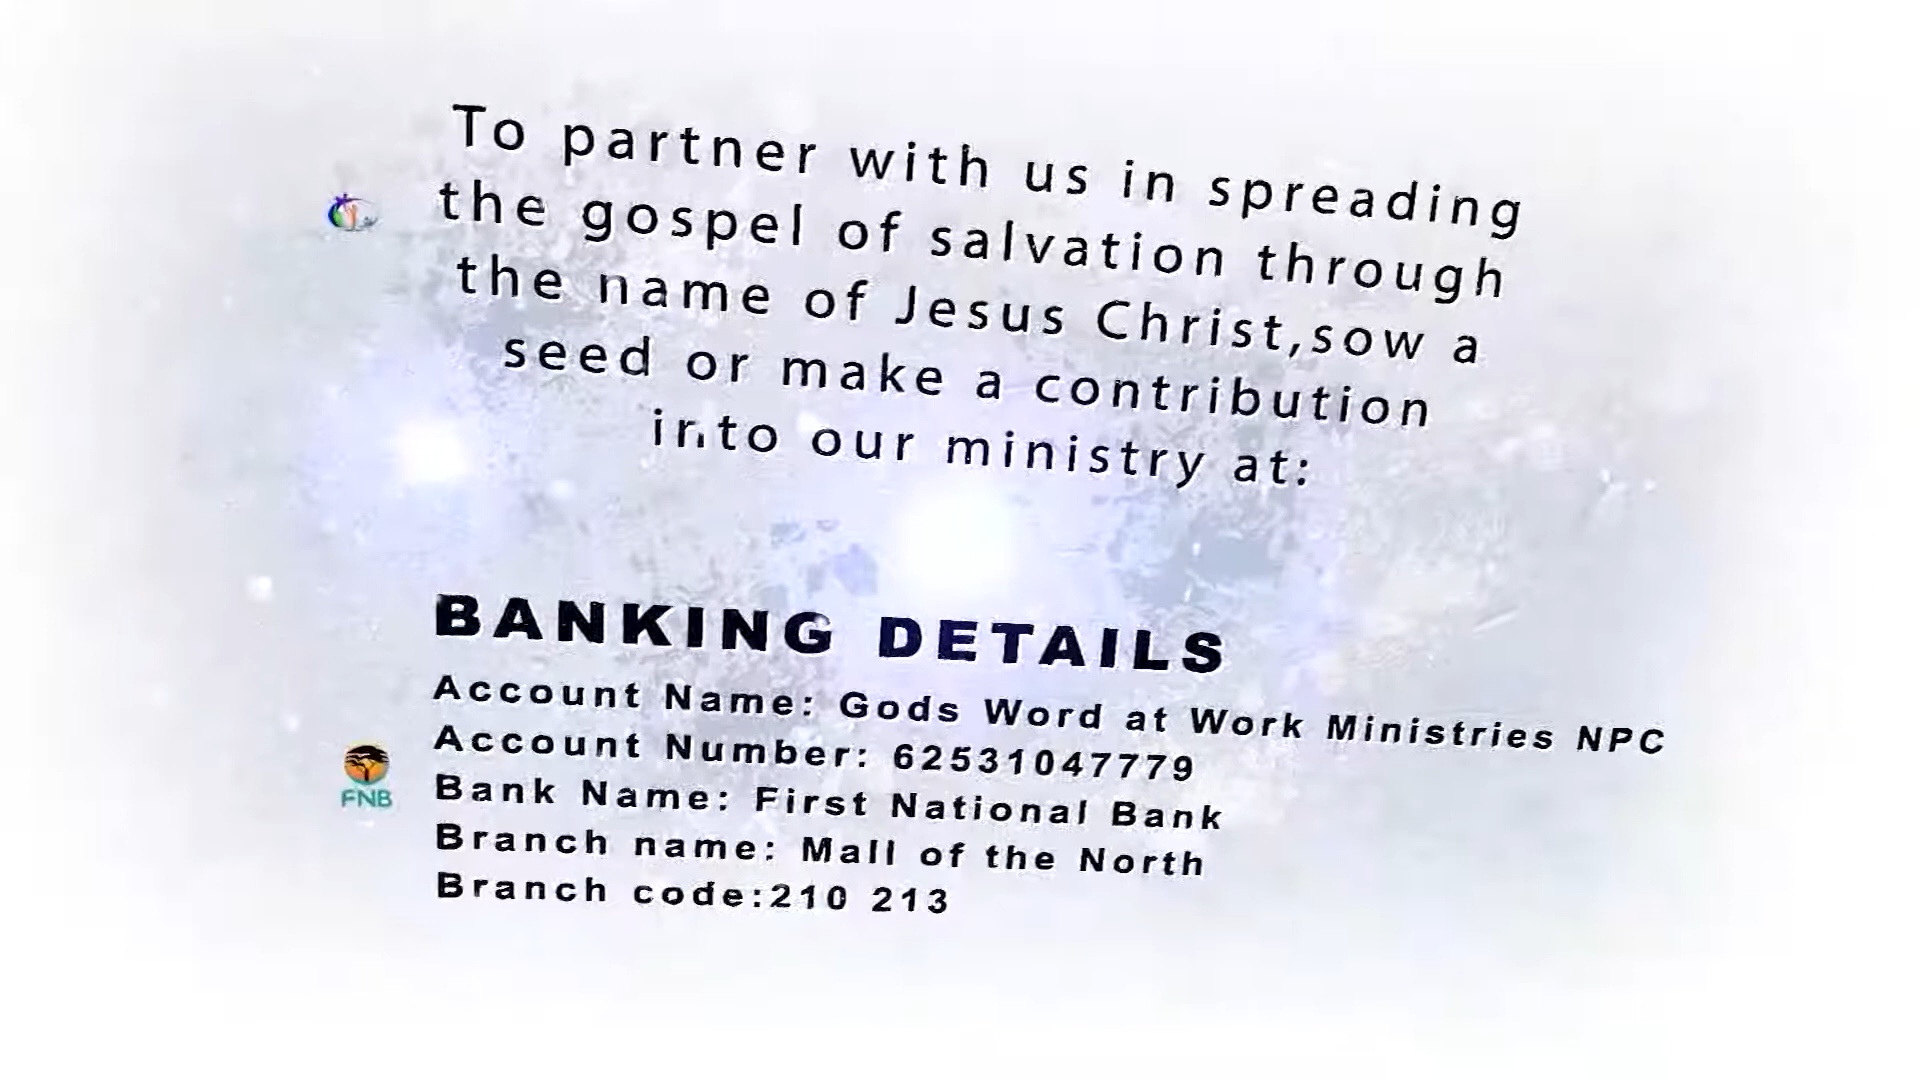 To partner with us in spreading
the gospel of salvation through
the name of Jesus Christ,sow a
seed or make a contribution
into our ministry at:
BANKING DETAILS
Account Name: Gods Word at Work Ministries NPC
Account Number: 62531047779
Bank Name: First National Bank
Branch name: Mall of the North
Branch code:210 213
FNB